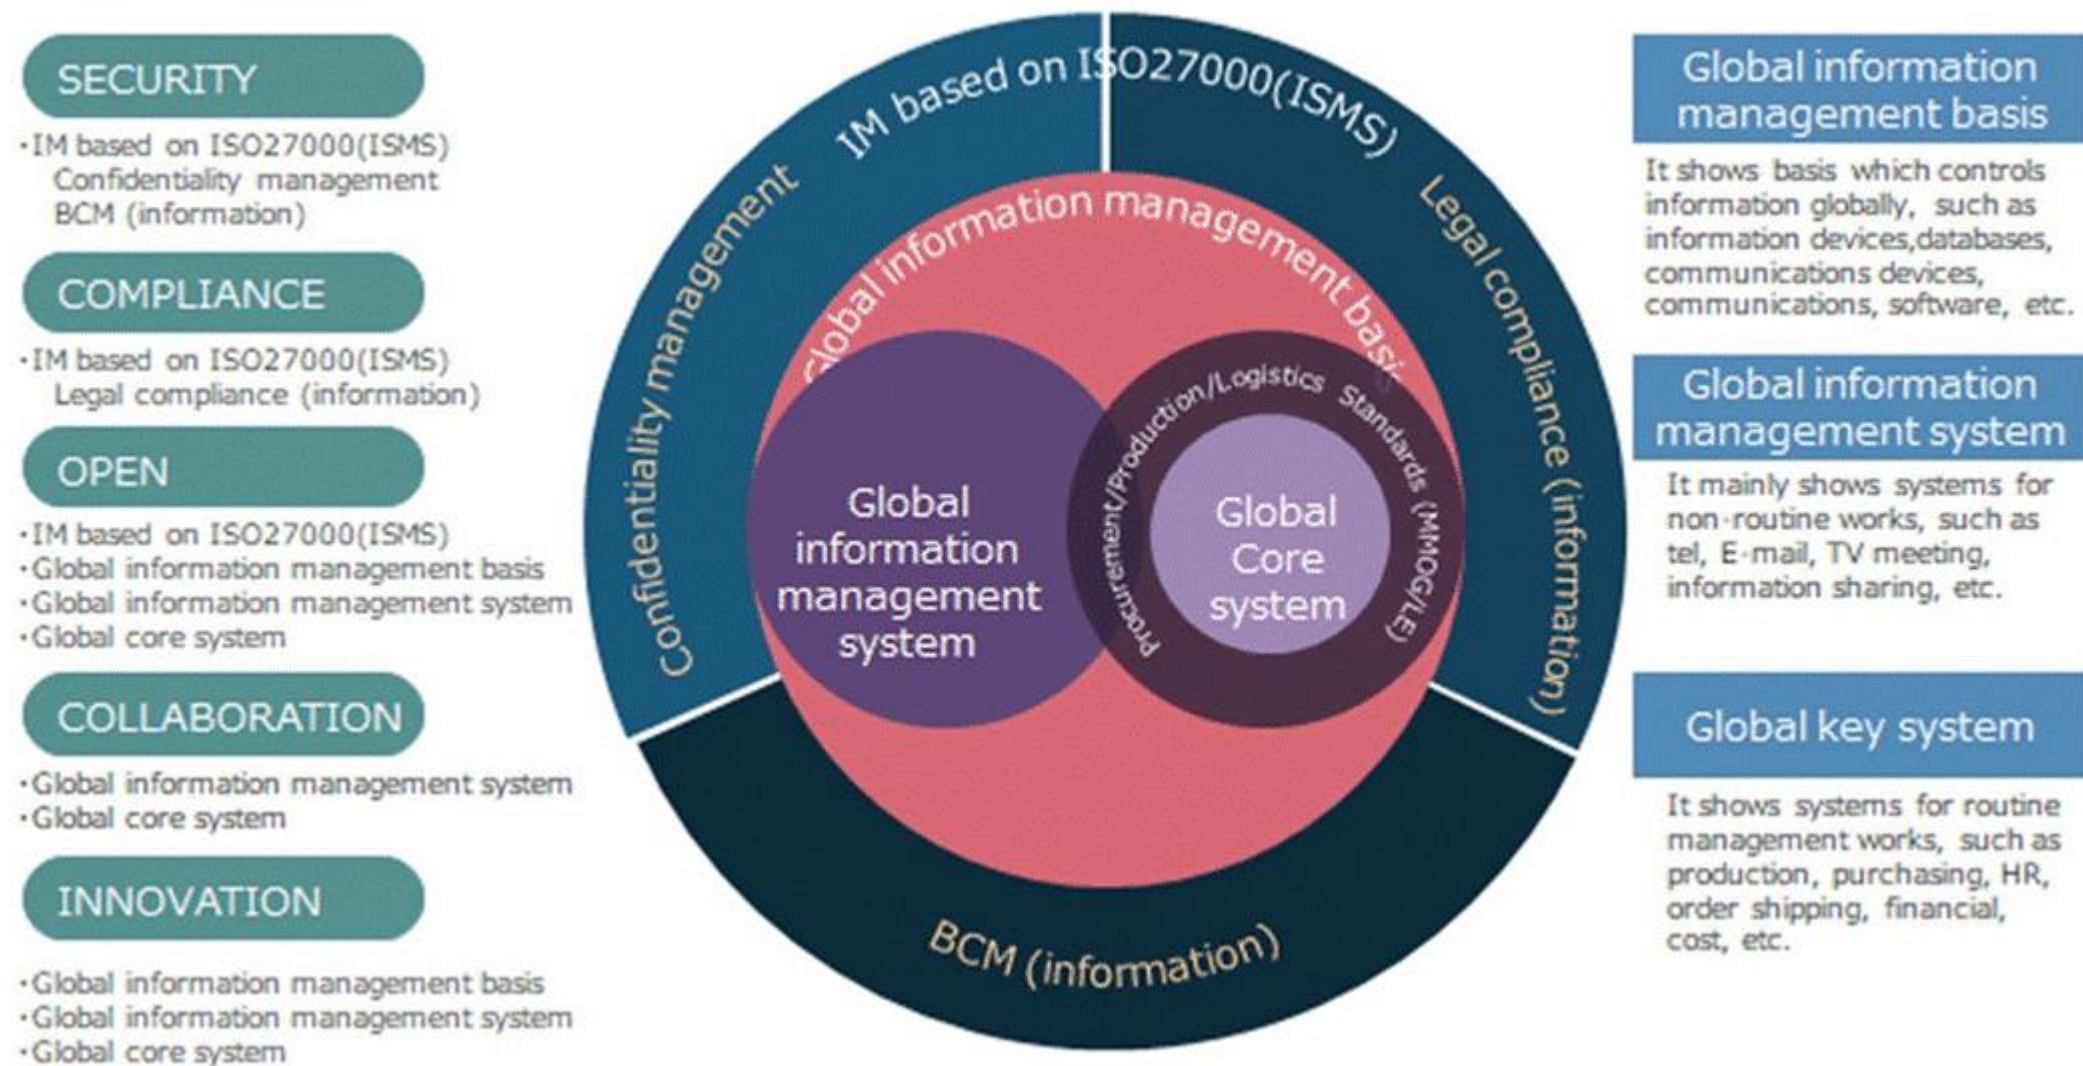 SECURITY
·IM based on ISO27000(ISMS)
Confidentiality management
BCM (information)
COMPLIANCE
·IM based on ISO27000(ISMS)
Legal compliance (information)
OPEN
·IM based on ISO27000(ISMS)
·Global information management basis
·Global information management system
·Global core system
COLLABORATION
·Global information management system
·Global core system
INNOVATION
·Global information management basis
·Global information management system
·Global core system
IM based on ISO27000(ISMS)
Confidentiality management
Legal compliance (information)
BCM (information)
Global information management basis
Global
information
management
system
Procurement/Production/Logistics Standards (MMOG/LE)
Global
Core
system
Global information
management basis
It shows basis which controls
information globally, such as
information devices,databases,
communications devices,
communications, software, etc.
Global information
management system
It mainly shows systems for
non-routine works, such as
tel, E-mail, TV meeting,
information sharing, etc.
Global key system
It shows systems for routine
management works, such as
production, purchasing, HR,
order shipping, financial,
cost, etc.